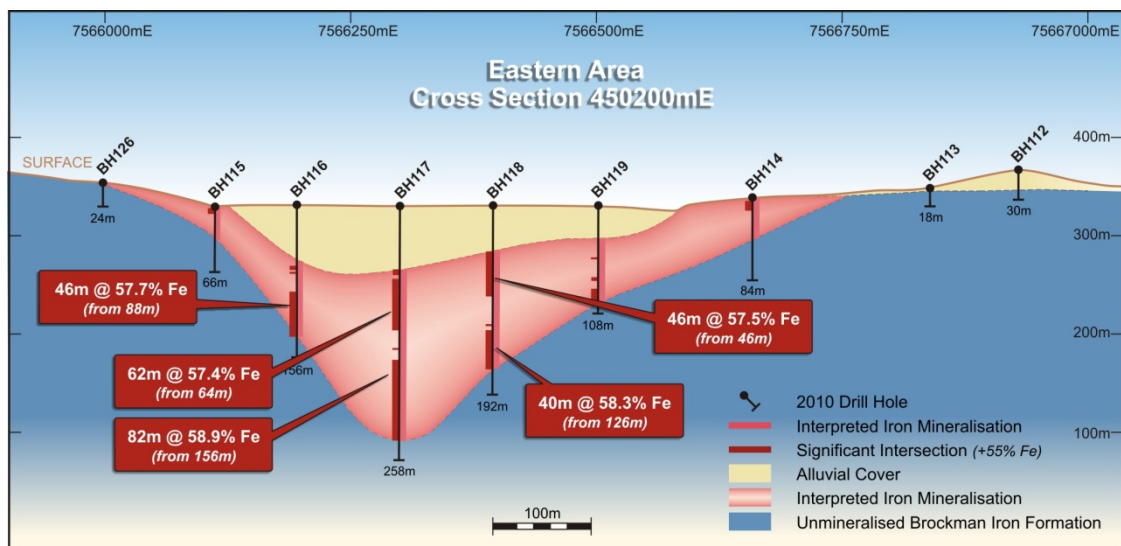 7566000mE 7566250mE 7566500mE 7566750mE 7567000mE
Eastern Area
Cross Section 450200mE
400m
SURFACE
BH126
BH115
BH116
BH117
BH118
BH119
BH114
BH113
BH112
24m
18m
30m
300m
66m
84m
46m @ 57.7% Fe
(from 88m)
108m
46m @ 57.5% Fe
(from 46m)
200m
156m
62m @ 57.4% Fe
(from 64m)
192m
40m @ 58.3% Fe
(from 126m)
82m @ 58.9% Fe
(from 156m)
258m
100m
2010 Drill Hole
Interpreted Iron Mineralisation
Significant Intersection (+55% Fe)
Alluvial Cover
Interpreted Iron Mineralisation
Unmineralised Brockman Iron Formation
100m